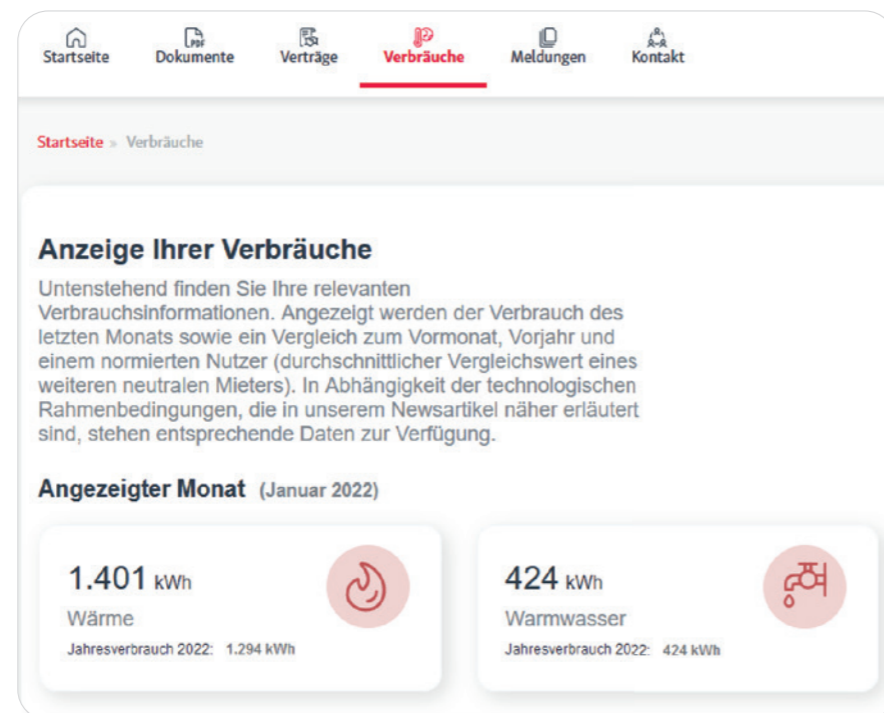 Startseite Dokumente Verträge Verbräuche Meldungen Kontakt
PDF
Startseite » Verbräuche
Anzeige Ihrer Verbräuche
Untenstehend finden Sie Ihre relevanten
Verbrauchsinformationen. Angezeigt werden der Verbrauch des
letzten Monats sowie ein Vergleich zum Vormonat, Vorjahr und
einem normierten Nutzer (durchschnittlicher Vergleichswert eines
weiteren neutralen Mieters). In Abhängigkeit der technologischen
Rahmenbedingungen, die in unserem Newsartikel näher erläutert
sind, stehen entsprechende Daten zur Verfügung.
Angezeigter Monat (Januar 2022)
1.401 kWh
Wärme
Jahresverbrauch 2022: 1.294 kWh
424 kWh
Warmwasser
Jahresverbrauch 2022: 424 kWh